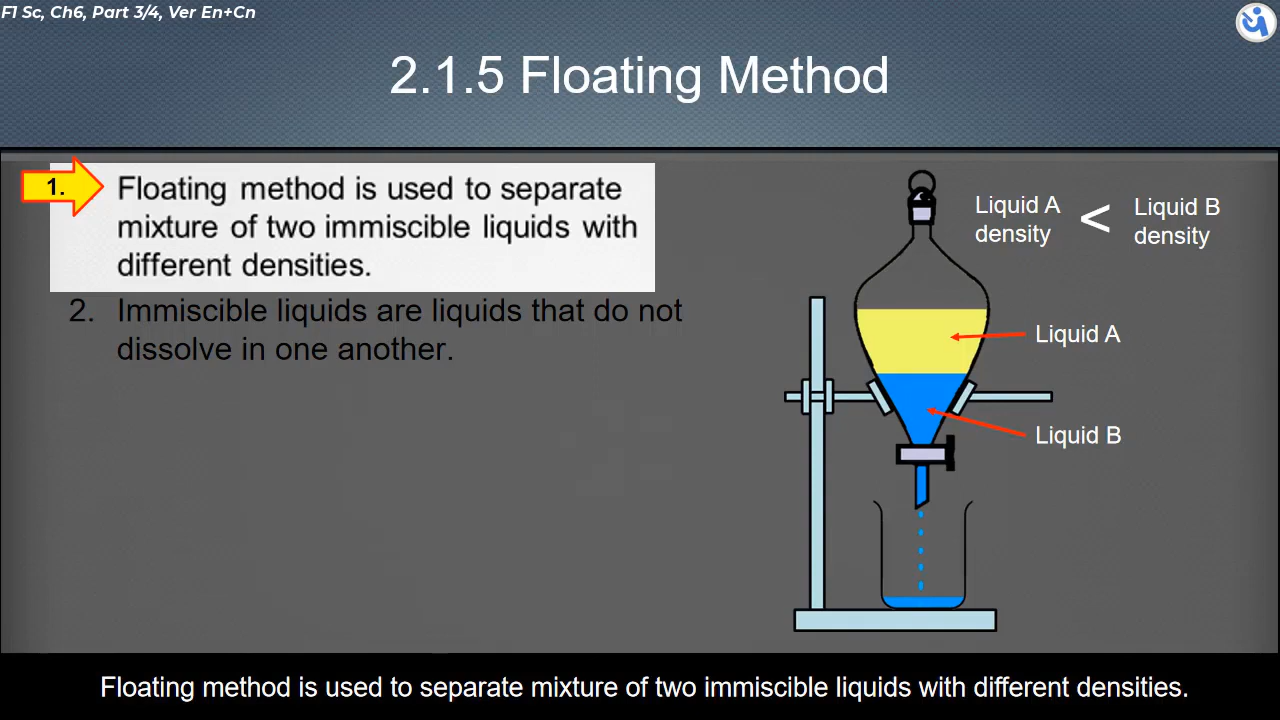 F1 Sc, Ch6, Part 3/4, Ver En+Cn
2.1.5 Floating Method
1. Floating method is used to separate
mixture of two immiscible liquids with
different densities.
2. Immiscible liquids are liquids that do not
dissolve in one another.
Liquid A
density
<
Liquid B
density
Liquid A
Liquid B
Floating method is used to separate mixture of two immiscible liquids with different densities.